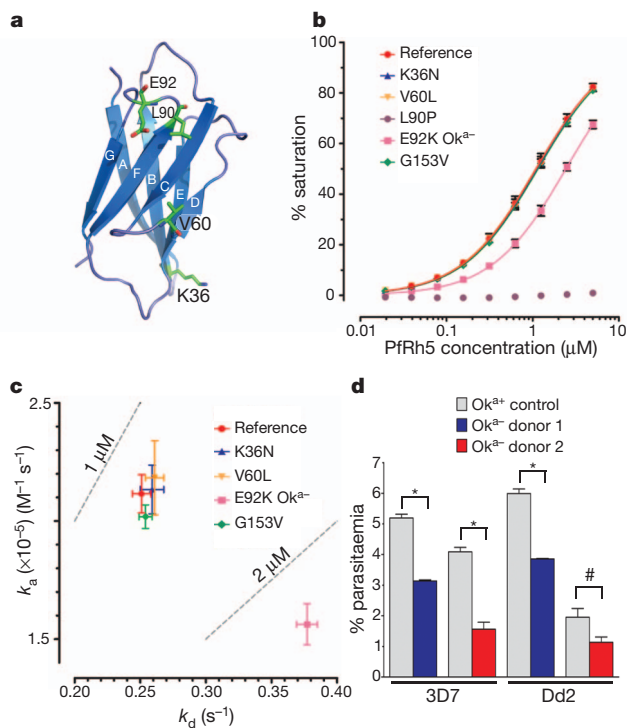 a
E92
L90
G A F B C E D
V60
K36
b
% saturation
100
80
60
40
20
0
0.01 0.1 1 10
PfRh5 concentration (μM)
Reference
K36N
V60L
L90P
E92K Okᵃ⁻
G153V
c
kₐ (×10⁻⁵) (M⁻¹ s⁻¹)
2.5
1.5
1 μM
2 μM
Reference
K36N
V60L
E92K Okᵃ⁻
G153V
0.20 0.25 0.30 0.35 0.40
k_d (s⁻¹)
d
Okᵃ⁺ control
Okᵃ⁻ donor 1
Okᵃ⁻ donor 2
% parasitaemia
7
6
5
4
3
2
1
0
* * * #
3D7 Dd2